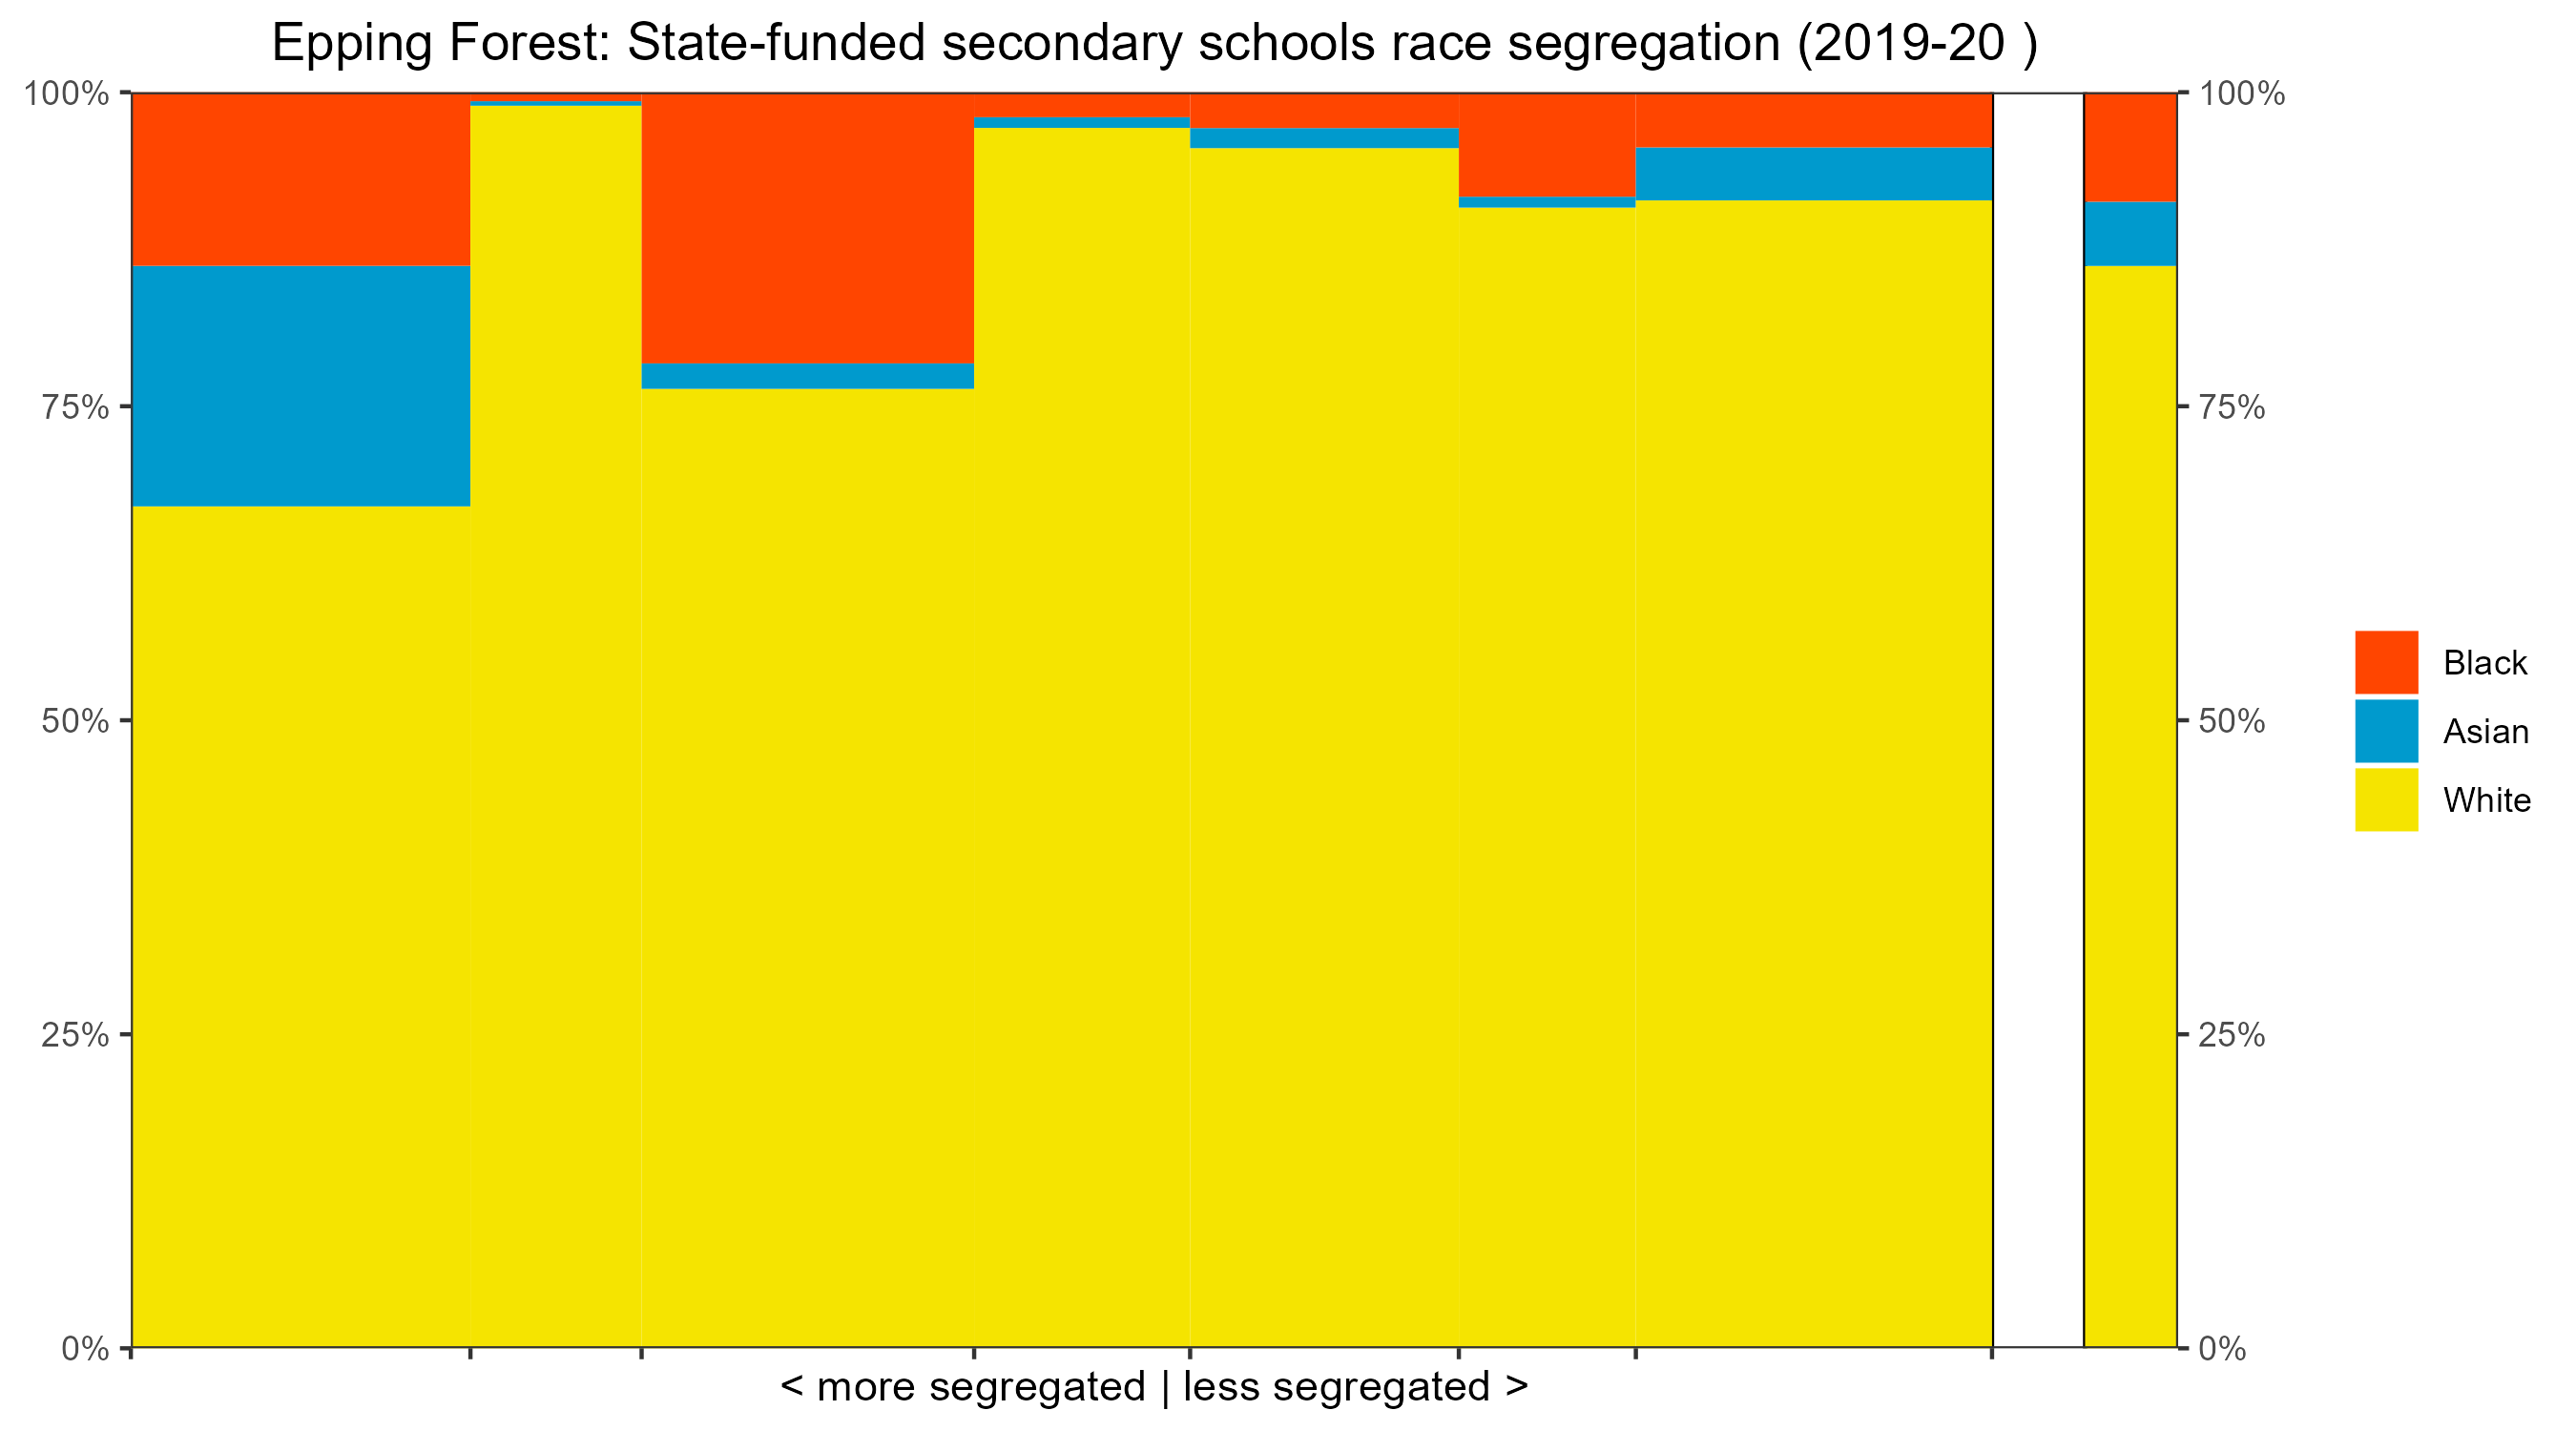 Epping Forest: State-funded secondary schools race segregation (2019-20 )
100%
75%
50%
25%
0%
100%
75%
50%
25%
0%
Black
Asian
White
< more segregated | less segregated >